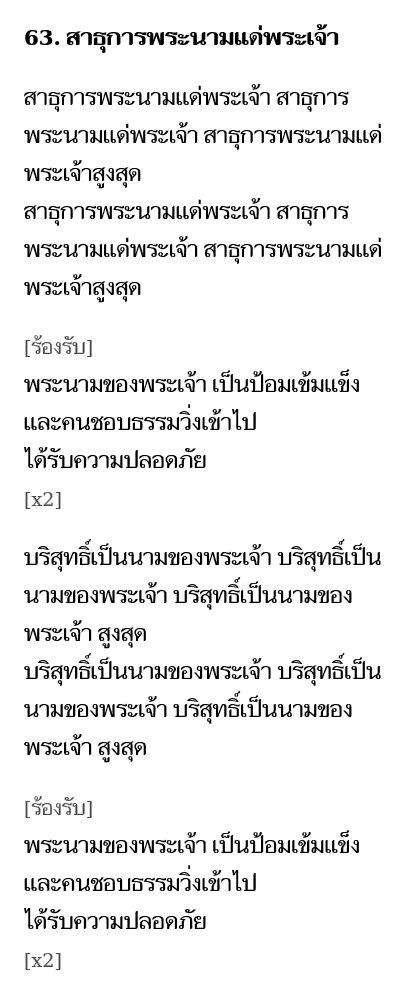 63. สาธุการพระนามแด่พระเจ้า
สาธุการพระนามแด่พระเจ้า สาธุการ
พระนามแด่พระเจ้า สาธุการพระนามแด่
พระเจ้าสูงสุด
สาธุการพระนามแด่พระเจ้า สาธุการ
พระนามแด่พระเจ้า สาธุการพระนามแด่
พระเจ้าสูงสุด
[ร้องรับ]
พระนามของพระเจ้า เป็นป้อมเข้มแข็ง
และคนชอบธรรมวิ่งเข้าไป
ได้รับความปลอดภัย
[x2]
บริสุทธิ์เป็นนามของพระเจ้า บริสุทธิ์เป็น
นามของพระเจ้า บริสุทธิ์เป็นนามของ
พระเจ้า สูงสุด
บริสุทธิ์เป็นนามของพระเจ้า บริสุทธิ์เป็น
นามของพระเจ้า บริสุทธิ์เป็นนามของ
พระเจ้า สูงสุด
[ร้องรับ]
พระนามของพระเจ้า เป็นป้อมเข้มแข็ง
และคนชอบธรรมวิ่งเข้าไป
ได้รับความปลอดภัย
[x2]